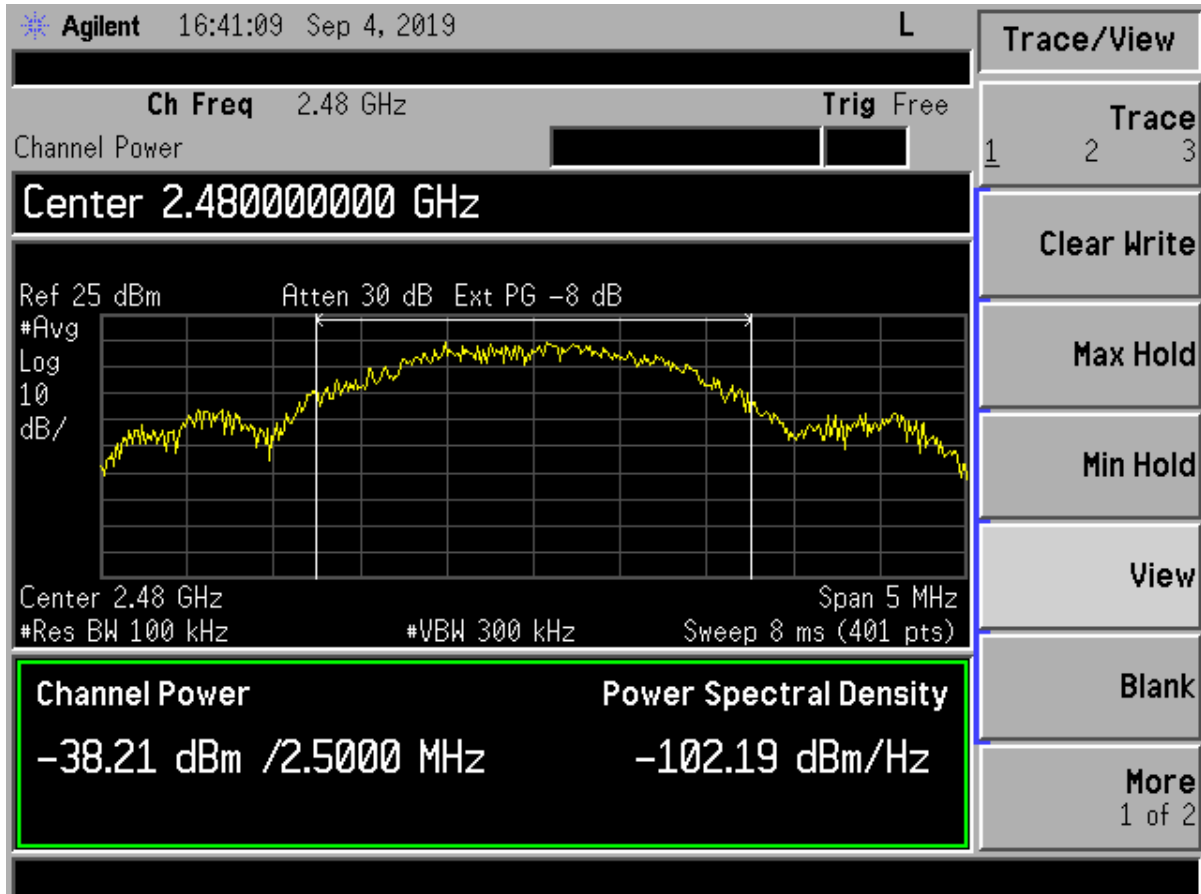 Agilent 16:41:09 Sep 4, 2019 L
Trace/View
Ch Freq 2.48 GHz Trig Free
Channel Power
Trace
1 2 3
Center 2.480000000 GHz
Clear Write
Ref 25 dBm Atten 30 dB Ext PG -8 dB
#Avg
Log
10
dB/
Max Hold
Min Hold
View
Center 2.48 GHz Span 5 MHz
#Res BW 100 kHz #VBW 300 kHz Sweep 8 ms (401 pts)
Channel Power Power Spectral Density
-38.21 dBm /2.5000 MHz -102.19 dBm/Hz
Blank
More
1 of 2